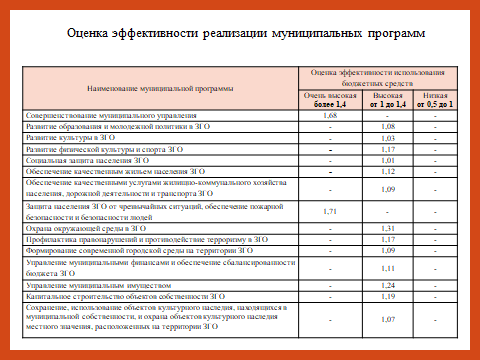 Оценка эффективности реализации муниципальных программ
Наименование муниципальной программы
Оценка эффективности использования
бюджетных средств
Очень высокая
более 1,4
Высокая
от 1 до 1,4
Низкая
от 0,5 до 1
Совершенствование муниципального управления 1,68 - -
Развитие образования и молодежной политики в ЗГО - 1,08 -
Развитие культуры в ЗГО - 1,03 -
Развитие физической культуры и спорта ЗГО - 1,17 -
Социальная защита населения ЗГО - 1,01 -
Обеспечение качественным жильем населения ЗГО - 1,12 -
Обеспечение качественными услугами жилищно-коммунального хозяйства
населения, дорожной деятельности и транспорта ЗГО - 1,09 -
Защита населения ЗГО от чрезвычайных ситуаций, обеспечение пожарной
безопасности и безопасности людей 1,71 - -
Охрана окружающей среды в ЗГО - 1,31 -
Профилактика правонарушений и противодействие терроризму в ЗГО - 1,17 -
Формирование современной городской среды на территории ЗГО - 1,09 -
Управление муниципальными финансами и обеспечение сбалансированности
бюджета ЗГО - 1,11 -
Управление муниципальным имуществом - 1,24 -
Капитальное строительство объектов собственности ЗГО - 1,19 -
Сохранение, использование объектов культурного наследия, находящихся в
муниципальной собственности, и охрана объектов культурного наследия
местного значения, расположенных на территории ЗГО - 1,07 -